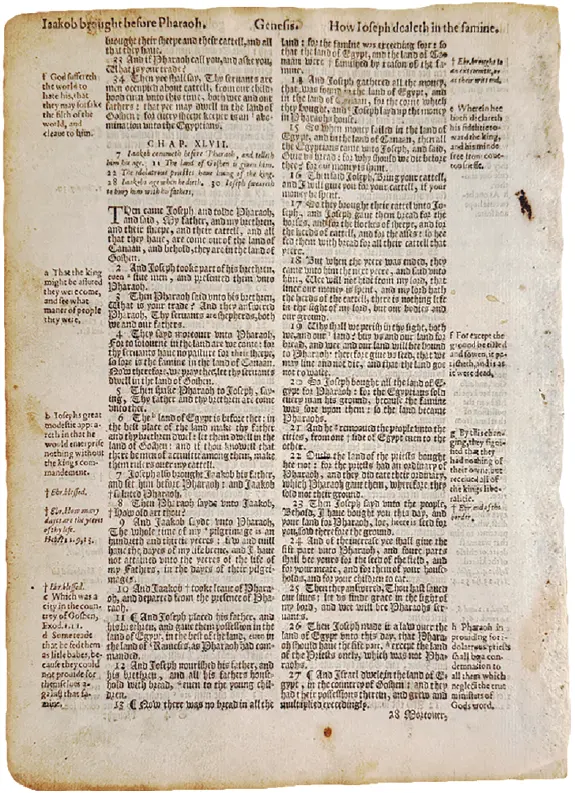 Iaakob brought before Pharaoh.
Genesis.
How Ioseph dealeth in the famine.
f God suffereth
the world to
hate his, that
they may forsake
the filth of the
world, and
cleaue to him.
a That the king
might be assured
they were come,
and see what
maner of people
they were.
b Iosephs great
modestie appeareth
in that he
would enterprise
nothing without
the kings commandement.
† Ebr. blessed.
† Ebr. How many
dayes are the yeres
of thy life.
† Ebr. blessed.
c Which was a
city in the countrey
of Goshen,
Exod. 1.11.
d Some reade
that he fed them
as little babes, because
they could
not prouide for
themselues against
that famine.
brought their sheepe and their cattell, and all
that they haue.
33 And if Pharaoh call you, and aske you,
What is your trade?
34 Then yee shall say, Thy seruants are
men occupied about cattell, from our childhood
euen vnto this time, both we and our
fathers: that yee may dwell in the land of
Goshen: for euery sheepe keeper is an abomination
vnto the Egyptians.
CHAP. XLVII.
7 Iaakob commeth before Pharaoh, and telleth
him his age. 11 The land of Goshen is giuen him.
22 The idolatrous priestes haue liuing of the king.
28 Iaakobs age when he dieth. 30 Ioseph sweareth
to bury him with his fathers.
Then came Ioseph and tolde Pharaoh,
and said, My father, and my brethren,
and their sheepe, and their cattell, and all
that they haue, are come out of the land of
Canaan, and behold, they are in the land of
Goshen.
2 And Ioseph tooke part of his brethren,
euen a fiue men, and presented them vnto
Pharaoh.
3 Then Pharaoh said vnto his brethren,
What is your trade? And they answered
Pharaoh, Thy seruants are shepheards, both
we and our fathers.
4 They sayd moreouer vnto Pharaoh,
For to soiourne in the land are we come: for
thy seruants haue no pasture for their sheepe,
so sore is the famine in the land of Canaan.
Now therefore, we pray thee, let thy seruants
dwell in the land of Goshen.
5 Then spake Pharaoh to Ioseph, saying,
Thy father and thy brethren are come
vnto thee.
6 The b land of Egypt is before thee: in
the best place of the land make thy father
and thy brethren dwell: let them dwell in the
land of Goshen: and if thou knowest that
there be men of actiuitie among them, make
them rulers ouer my cattell.
7 Ioseph also brought Iaakob his father,
and set him before Pharaoh: and Iaakob
† saluted Pharaoh.
8 Then Pharaoh sayde vnto Iaakob,
† How old art thou?
9 And Iaakob sayde vnto Pharaoh,
The whole time of my * pilgrimage is an
hundreth and thirtie yeeres: few and euill
haue the dayes of my life beene, and I haue
not attained vnto the yeeres of the life of
my fathers, in the dayes of their pilgrimages.
10 And Iaakob † tooke leaue of Pharaoh,
and departed from the presence of Pharaoh.
11 ¶ And Ioseph placed his father, and
his brethren, and gaue them possession in the
land of Egypt, in the best of the land, euen in
the land of c Rameses, as Pharaoh had commanded.
12 And Ioseph nourished his father, and
his brethren, and all his fathers houshold
with bread, d euen to the young children.
13 ¶ Now there was no bread in all the
land: for the famine was exceeding sore: so
that the land of Egypt, and the land of Canaan
were † famished by reason of the famine.
14 And Ioseph gathered all the money,
that was found in the land of Egypt, and
in the land of Canaan, for the corne which
they bought, and e Ioseph layd vp the money
in Pharaohs house.
15 So when money failed in the land of
Egypt, and in the land of Canaan, then all
the Egyptians came vnto Ioseph, and said,
Giue vs bread: for why should we die before
thee? for our money is spent.
16 Then said Ioseph, Bring your cattell,
and I will giue you for your cattell, if your
money be spent.
17 So they brought their cattell vnto Ioseph,
and Ioseph gaue them bread for the
horses, and for the flockes of sheepe, and for
the herds of cattell, and for the asses: so hee
fed them with bread for all their cattell that
yeere.
18 But when the yeere was ended, they
came vnto him the next yeere, and said vnto
him, We will not hide from my lord, that
since our money is spent, and my lord hath
the herds of the cattell, there is nothing left
in the sight of my lord, but our bodies and
our ground.
19 Why shall we perish in thy sight, both
we, and our f land? buy vs and our land for
bread, and wee and our land will bee bound
to Pharaoh: therefore giue vs seed, that we
may liue and not die, and that the land goe
not to waste.
20 So Ioseph bought all the land of Egypt
for Pharaoh: for the Egyptians sold
euery man his ground, because the famine
was sore vpon them: so the land became
Pharaohs.
21 And he g remooued the people vnto the
cities, from one † side of Egypt euen to the
other.
22 Onely the land of the priests bought
hee not: for the priests had an ordinary of
Pharaoh, and they did eate their ordinary,
which Pharaoh gaue them, wherefore they
sold not their ground.
23 Then Ioseph sayd vnto the people,
Behold, I haue bought you this day, and
your land for Pharaoh, loe, here is seed for
you, sow therefore the ground.
24 And of the increase yee shall giue the
fift part vnto Pharaoh, and foure parts
shall bee yours for the seed of the field, and
for your meate, and for them of your housholds,
and for your children to eat.
25 Then they answered, Thou hast saued
our liues: let vs finde grace in the sight of
my lord, and wee will bee Pharaohs seruants.
26 Then Ioseph made it a law ouer the
land of Egypt vnto this day, that Pharaoh
should haue the fift part, h except the land
of the Priests onely, which was not Pharaohs.
27 ¶ And Israel dwelt in the land of Egypt,
in the countrey of Goshen: and they
had their possessions therein, and grew and
multiplied exceedingly.
28 Moreouer,
e Wherein hee
both declareth
his fidelitie toward
the king,
and his minde
free from couetousnesse.
f For except the
ground be tilled
and sowen, it perisheth,
and is as
it were dead.
g By this changing,
they signified
that they
had nothing of
their owne, but
receiued all of
the kings liberalitie.
† Ebr. end of the
border.
h Pharaoh in
prouiding for idolatrous
priests
shall be a condemnation
to
all them which
neglect the true
ministers of
Gods word.